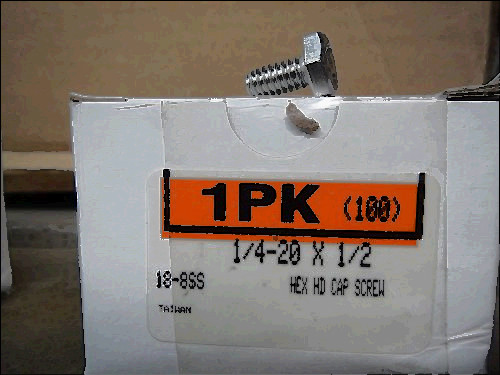 1PK (100)
1/4-20 X 1/2
18-8SS HEX HD CAP SCREW
TAIWAN